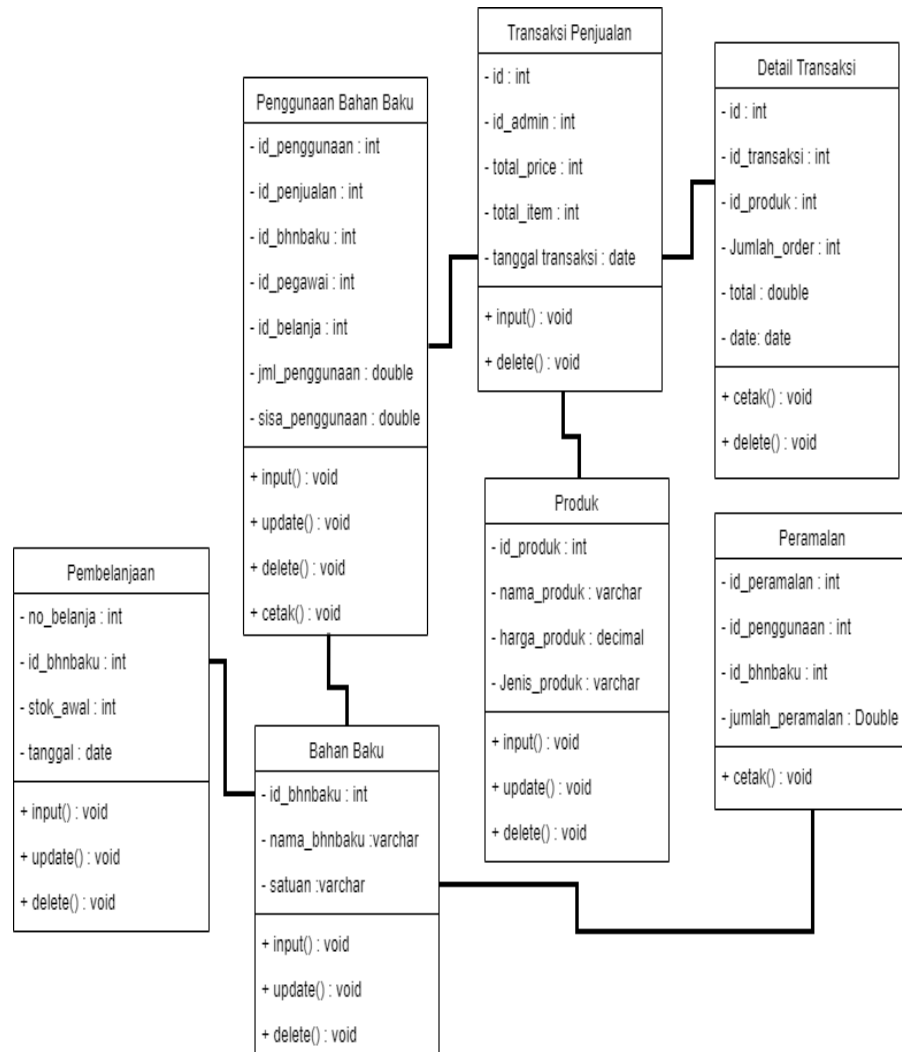 Transaksi Penjualan
- id : int
- id_admin : int
- total_price : int
- total_item : int
- tanggal transaksi : date
+ input() : void
+ delete() : void
Detail Transaksi
- id : int
- id_transaksi : int
- id_produk : int
- Jumlah_order : int
- total : double
- date: date
+ cetak() : void
+ delete() : void
Penggunaan Bahan Baku
- id_penggunaan : int
- id_penjualan : int
- id_bhnbaku : int
- id_pegawai : int
- id_belanja : int
- jml_penggunaan : double
- sisa_penggunaan : double
+ input() : void
+ update() : void
+ delete() : void
+ cetak() : void
Produk
- id_produk : int
- nama_produk : varchar
- harga_produk : decimal
- Jenis_produk : varchar
+ input() : void
+ update() : void
+ delete() : void
Peramalan
- id_peramalan : int
- id_penggunaan : int
- id_bhnbaku : int
- jumlah_peramalan : Double
+ cetak() : void
Pembelanjaan
- no_belanja : int
- id_bhnbaku : int
- stok_awal : int
- tanggal : date
+ input() : void
+ update() : void
+ delete() : void
Bahan Baku
- id_bhnbaku : int
- nama_bhnbaku :varchar
- satuan :varchar
+ input() : void
+ update() : void
+ delete() : void